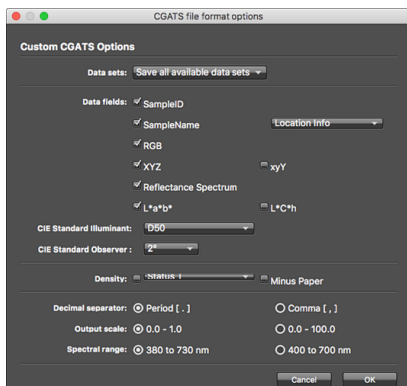 CGATS file format options
Custom CGATS Options
Data sets: Save all available data sets
Data fields: SampleID
SampleName Location Info
RGB
XYZ xyY
Reflectance Spectrum
L*a*b* L*C*h
CIE Standard Illuminant: D50
CIE Standard Observer : 2°
Density: Status T Minus Paper
Decimal separator: Period [ . ] Comma [ , ]
Output scale: 0.0 - 1.0 0.0 - 100.0
Spectral range: 380 to 730 nm 400 to 700 nm
Cancel OK